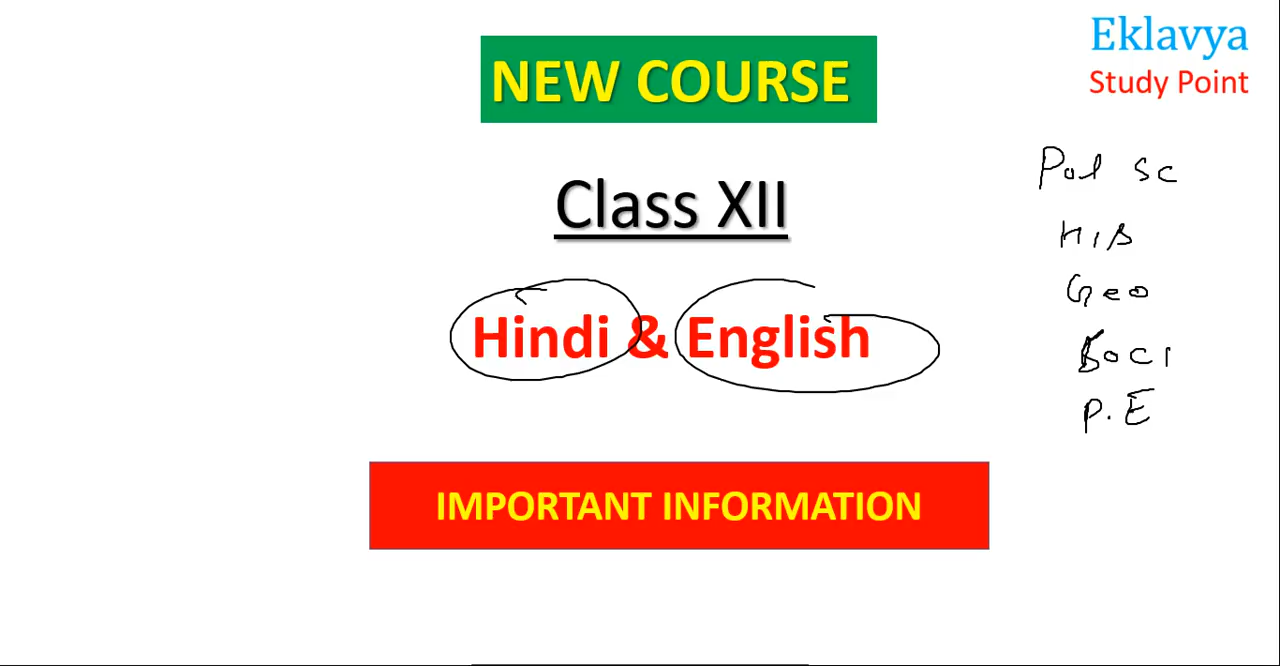 Eklavya
Study Point
NEW COURSE
Class XII
Hindi & English
IMPORTANT INFORMATION
Pol Sc
His
Geo
Soci
P.E